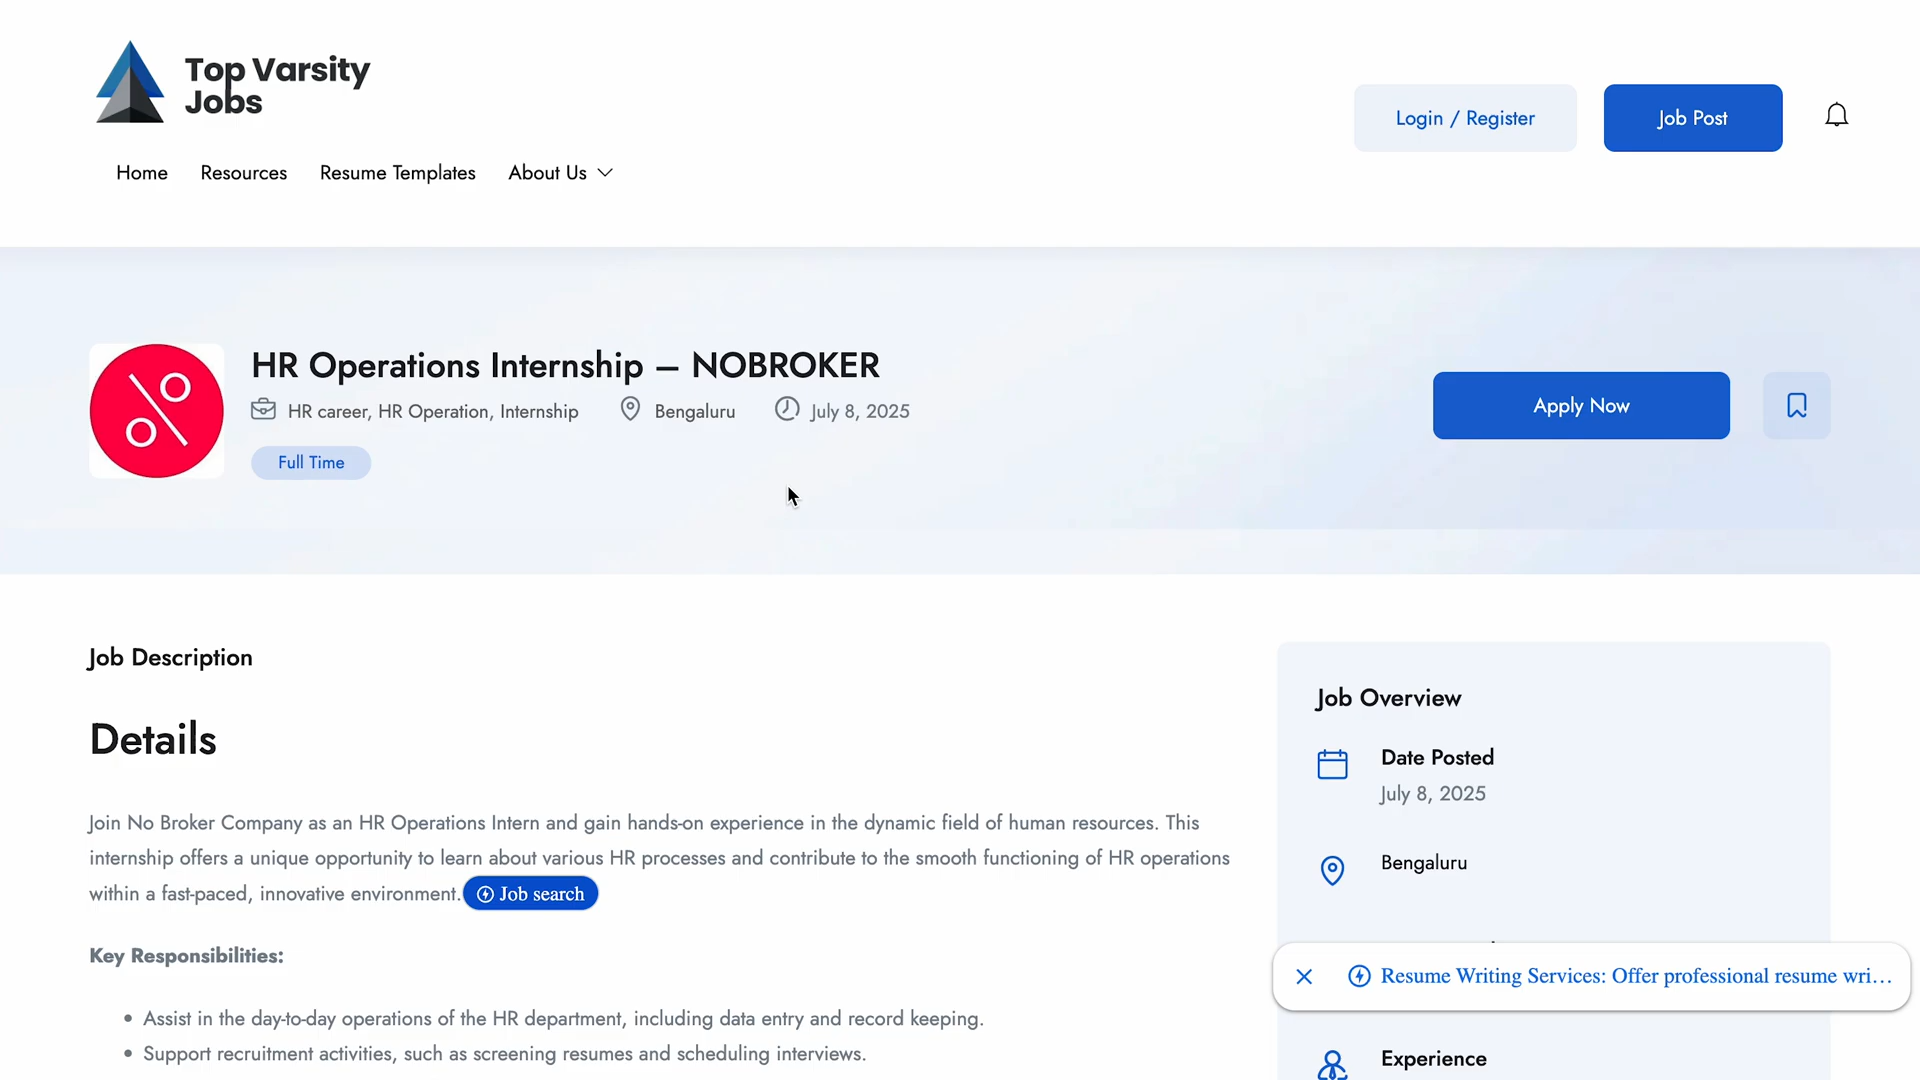 Top Varsity
Jobs
Login / Register
Job Post
Home
Resources
Resume Templates
About Us
HR Operations Internship – NOBROKER
HR career, HR Operation, Internship
Bengaluru
July 8, 2025
Full Time
Apply Now
Job Description
Details
Join No Broker Company as an HR Operations Intern and gain hands-on experience in the dynamic field of human resources. This
internship offers a unique opportunity to learn about various HR processes and contribute to the smooth functioning of HR operations
within a fast-paced, innovative environment. Job search
Key Responsibilities:
• Assist in the day-to-day operations of the HR department, including data entry and record keeping.
• Support recruitment activities, such as screening resumes and scheduling interviews.
Job Overview
Date Posted
July 8, 2025
Bengaluru
Resume Writing Services: Offer professional resume wri...
Experience